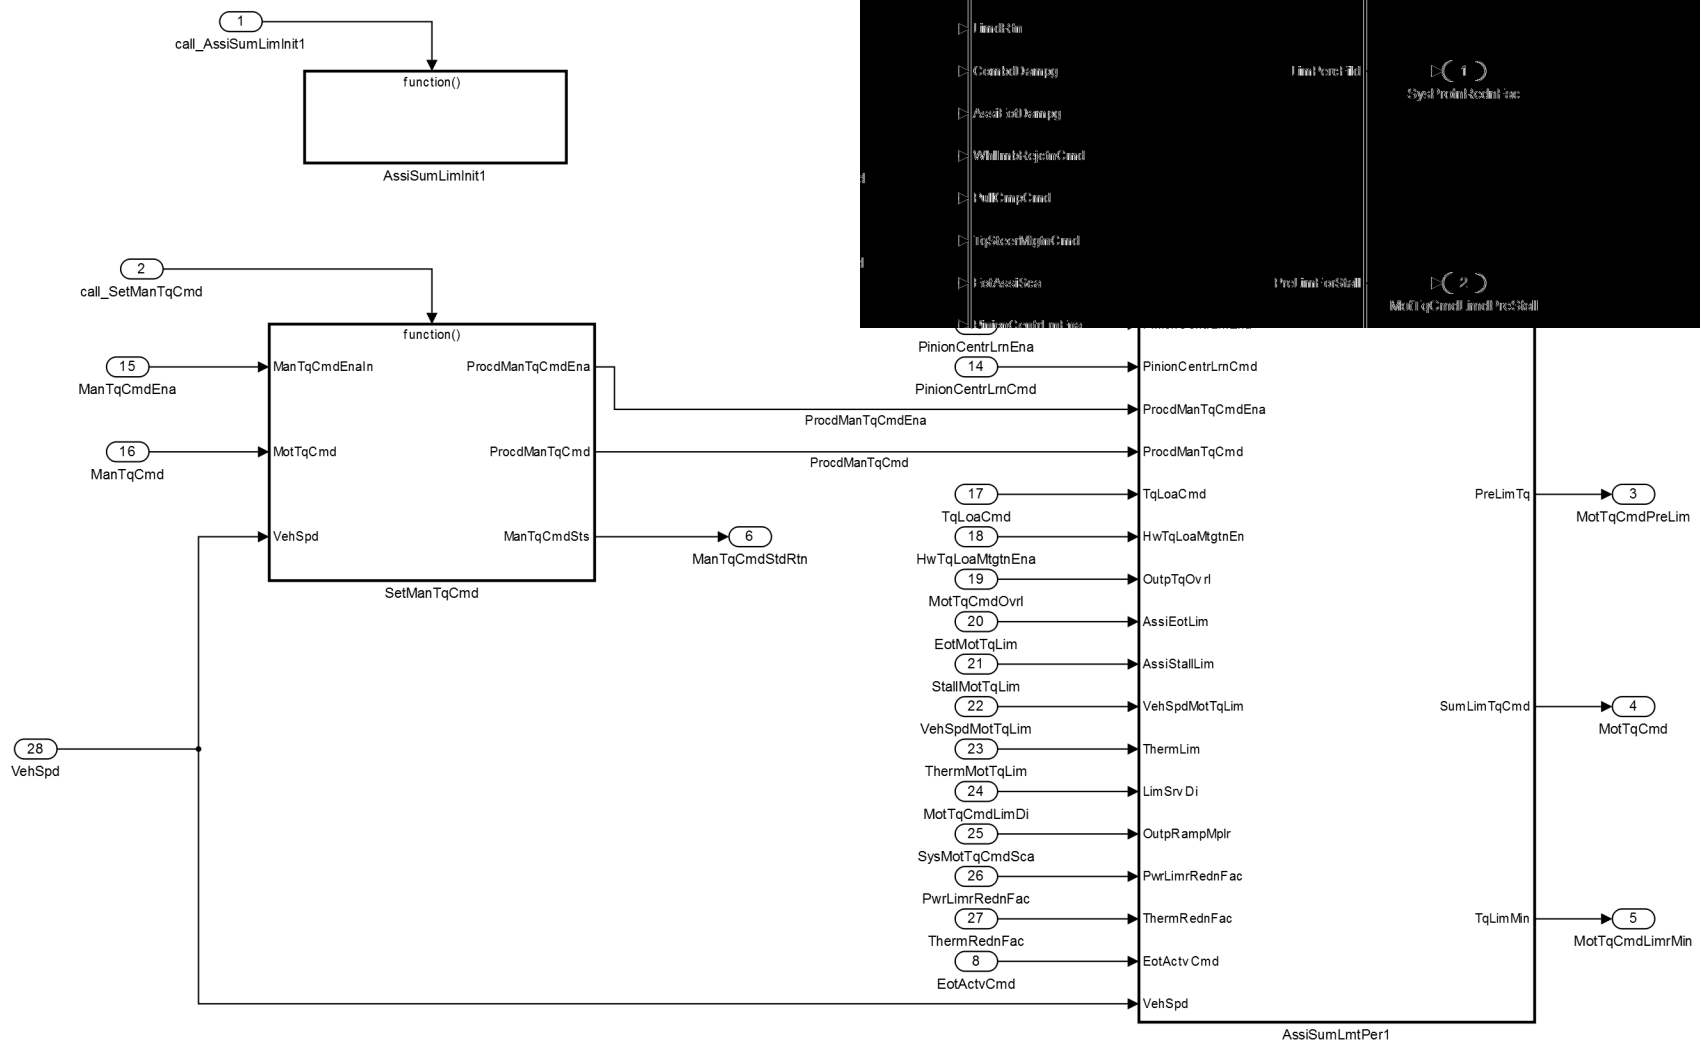 1
call_AssiSumLimInit1
function()
AssiSumLimInit1
LimdRtn
CombdDampg
AssiEotDampg
WhlImbRejctnCmd
PullCmpCmd
TqSteerMtgtnCmd
EotAssiSca
PinionCentrLrnEna
LimPercFild
1
SysProtnRednFac
PreLimForStall
2
MotTqCmdLimdPreStall
2
call_SetManTqCmd
function()
15
ManTqCmdEna
ManTqCmdEnaIn
ProcdManTqCmdEna
ProcdManTqCmdEna
16
ManTqCmd
MotTqCmd
ProcdManTqCmd
ProcdManTqCmd
VehSpd
ManTqCmdSts
6
ManTqCmdStdRtn
SetManTqCmd
28
VehSpd
PinionCentrLrnEna
14
PinionCentrLrnCmd
PinionCentrLrnCmd
ProcdManTqCmdEna
ProcdManTqCmd
17
TqLoaCmd
TqLoaCmd
18
HwTqLoaMtgtnEna
HwTqLoaMtgtnEn
19
MotTqCmdOvrl
OutpTqOvrl
20
EotMotTqLim
AssiEotLim
21
StallMotTqLim
AssiStallLim
22
VehSpdMotTqLim
VehSpdMotTqLim
23
ThermMotTqLim
ThermLim
24
MotTqCmdLimDi
LimSrvDi
25
SysMotTqCmdSca
OutpRampMplr
26
PwrLimrRednFac
PwrLimrRednFac
27
ThermRednFac
ThermRednFac
8
EotActvCmd
EotActvCmd
VehSpd
PreLimTq
3
MotTqCmdPreLim
SumLimTqCmd
4
MotTqCmd
TqLimMin
5
MotTqCmdLimrMin
AssiSumLmtPer1